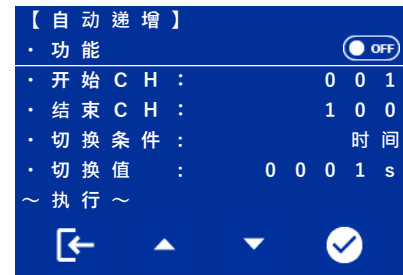 【自动递增】
·功能 OFF
·开始CH: 001
·结束CH: 100
·切换条件: 时间
·切换值: 0001s
～执行～